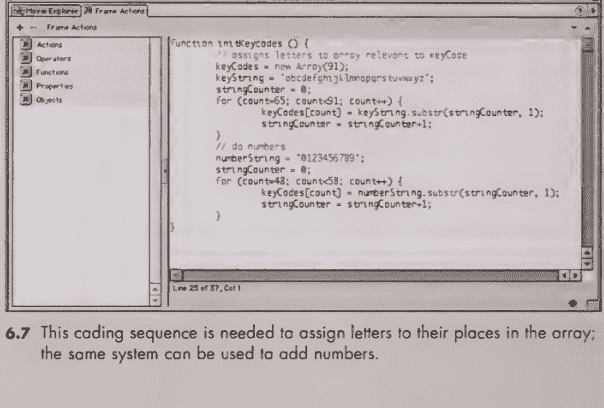 Movie Explorer Frame Actions
+ − Frame Actions
Actions
Operators
Functions
Properties
Objects
function initKeycodes () {
// assigns letters to array relevant to keyCode
keyCodes = new Array(91);
keyString = "abcdefghijklmnopqrstuvwxyz";
stringCounter = 0;
for (count=65; count<91; count++) {
keyCodes[count] = keyString.substr(stringCounter, 1);
stringCounter = stringCounter+1;
}
// do numbers
numberString = "0123456789";
stringCounter = 0;
for (count=48; count<58; count++) {
keyCodes[count] = numberString.substr(stringCounter, 1);
stringCounter = stringCounter+1;
}
}
Line 25 of 37, Col 1
6.7 This coding sequence is needed to assign letters to their places in the array;
the same system can be used to add numbers.